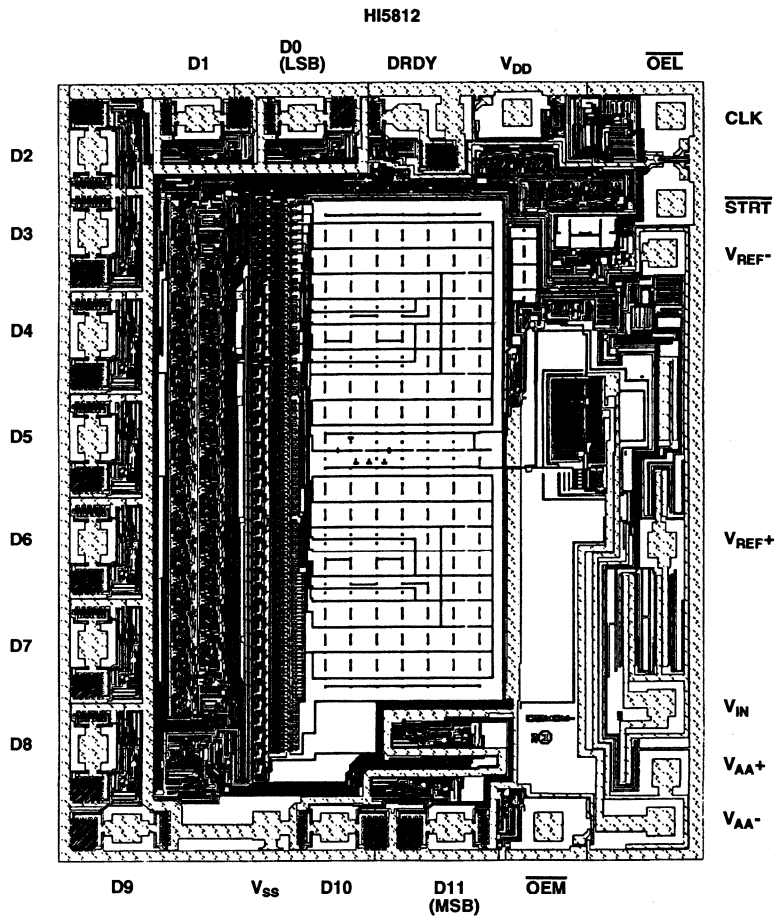 HI5812
D1
D0
(LSB)
DRDY
VDD
OEL
CLK
D2
STRT
D3
VREF-
D4
D5
D6
VREF+
D7
VIN
D8
VAA+
VAA-
D9
VSS
D10
D11
(MSB)
OEM